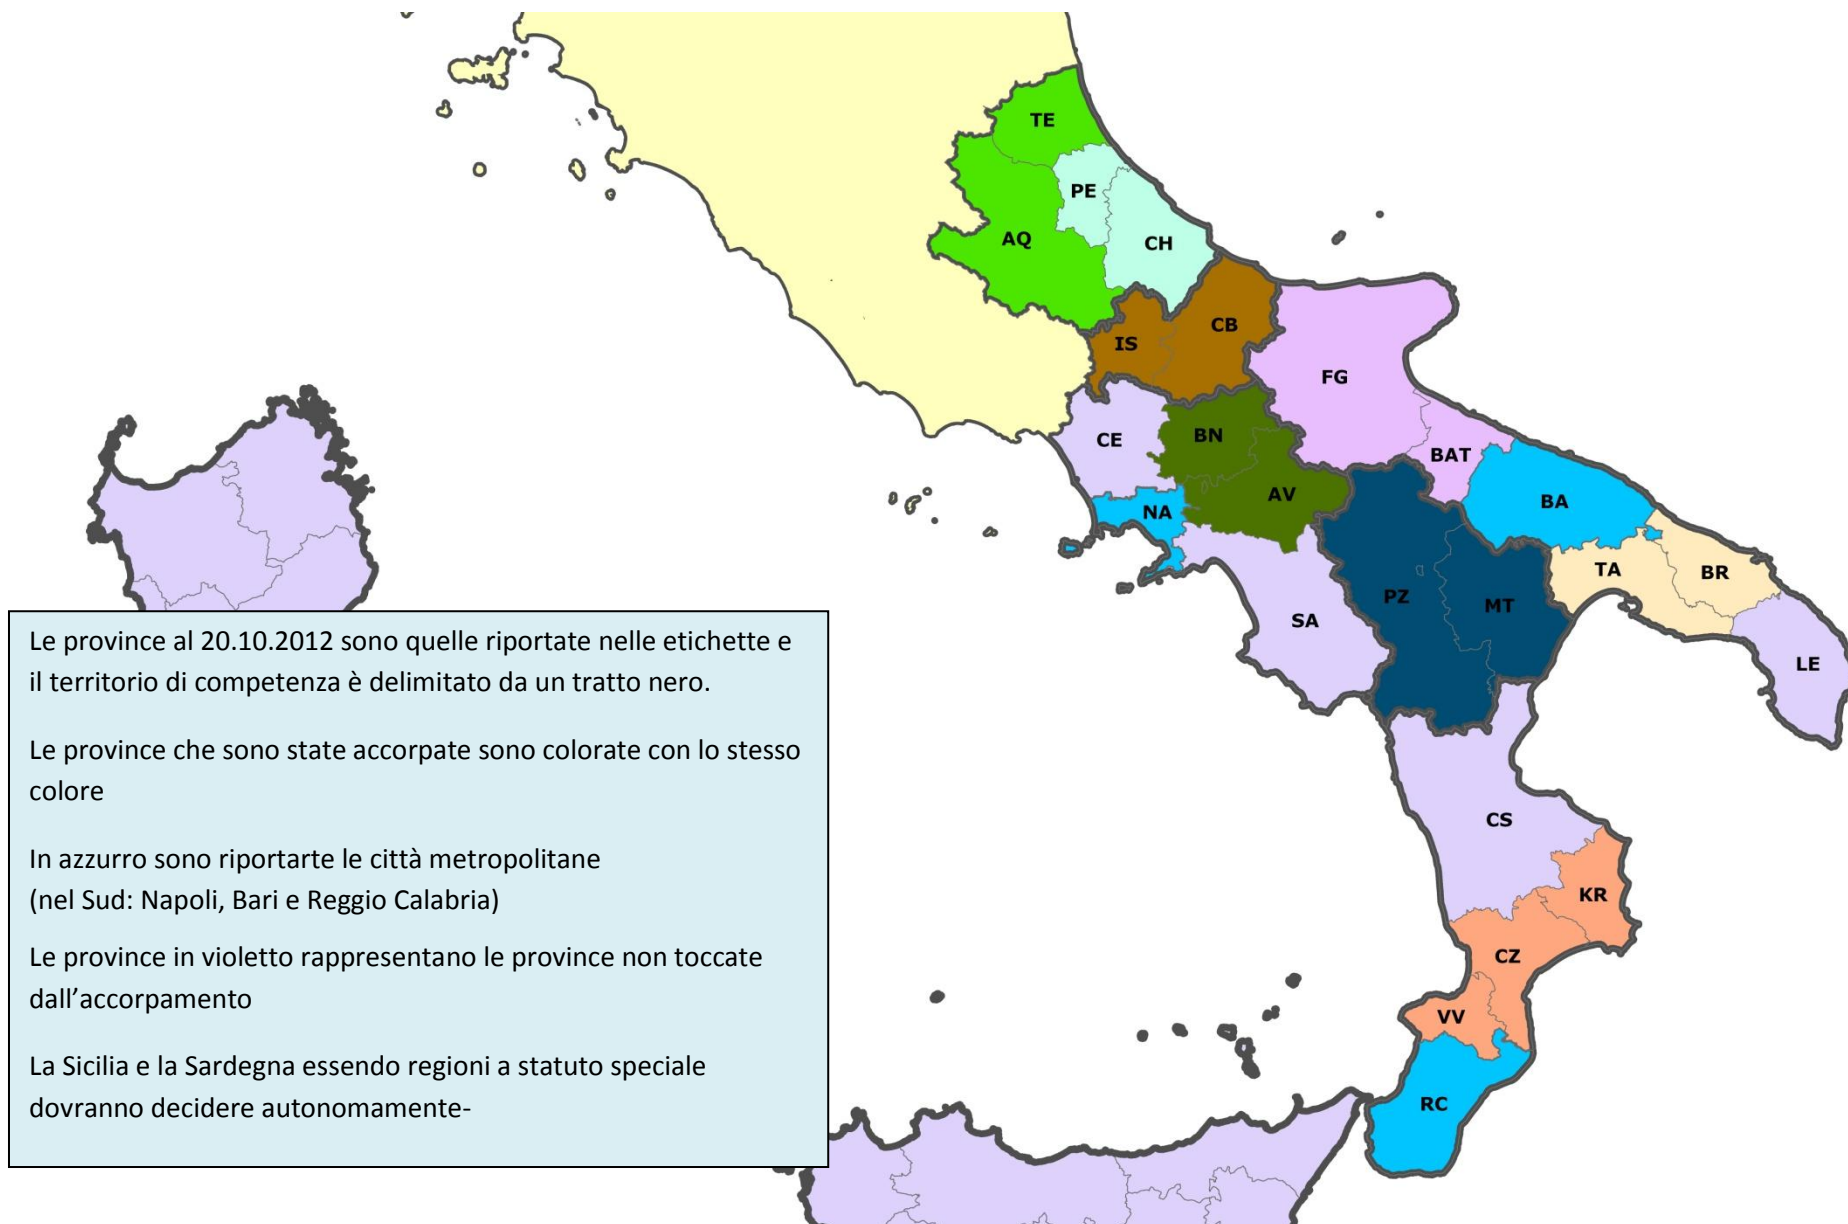 TE
PE
AQ
CH
CB
IS
FG
CE
BN
BAT
AV
BA
NA
TA
BR
PZ
MT
SA
LE
Le province al 20.10.2012 sono quelle riportate nelle etichette e
il territorio di competenza è delimitato da un tratto nero.
Le province che sono state accorpate sono colorate con lo stesso
colore
In azzurro sono riportarte le città metropolitane
(nel Sud: Napoli, Bari e Reggio Calabria)
Le province in violetto rappresentano le province non toccate
dall’accorpamento
La Sicilia e la Sardegna essendo regioni a statuto speciale
dovranno decidere autonomamente-
CS
KR
CZ
VV
RC